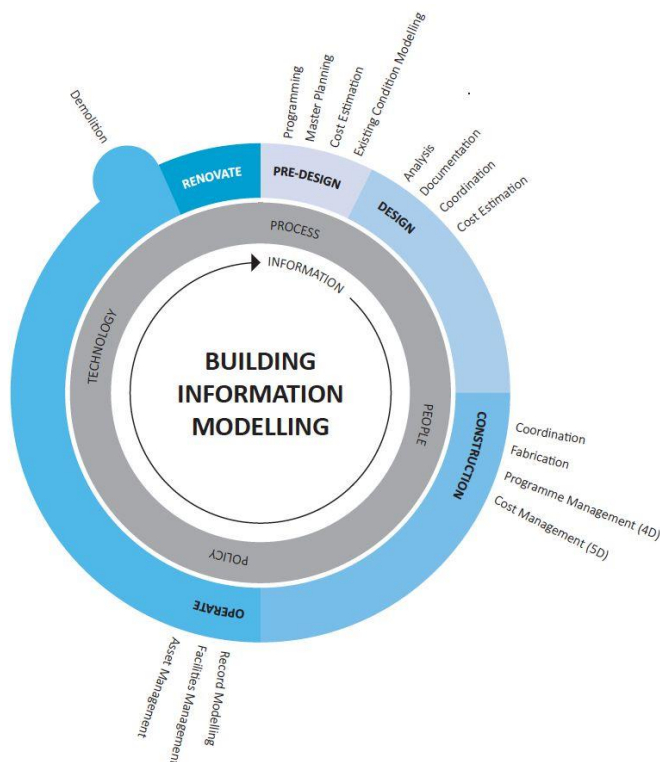 Demolition
Programming
Master Planning
Cost Estimation
Existing Condition Modelling
Analysis
Documentation
Coordination
Cost Estimation
RENOVATE
PRE-DESIGN
DESIGN
PROCESS
INFORMATION
TECHNOLOGY
BUILDING
INFORMATION
MODELLING
PEOPLE
CONSTRUCTION
Coordination
Fabrication
Programme Management (4D)
Cost Management (5D)
POLICY
OPERATE
Record Modelling
Facilities Management
Asset Management